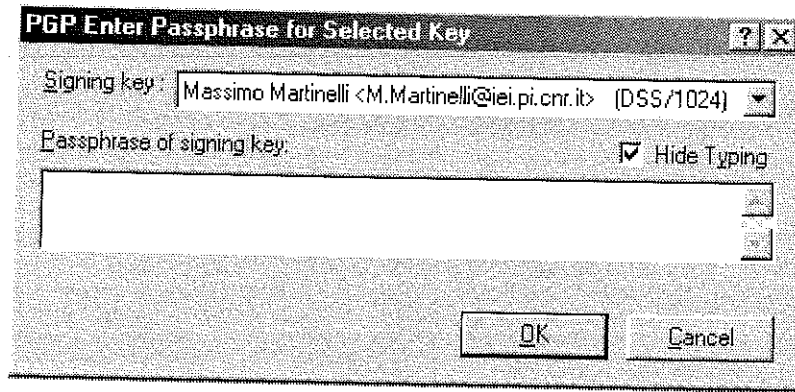 PGP Enter Passphrase for Selected Key
Signing key: Massimo Martinelli <M.Martinelli@iei.pi.cnr.it> (DSS/1024)
Passphrase of signing key: Hide Typing
OK Cancel